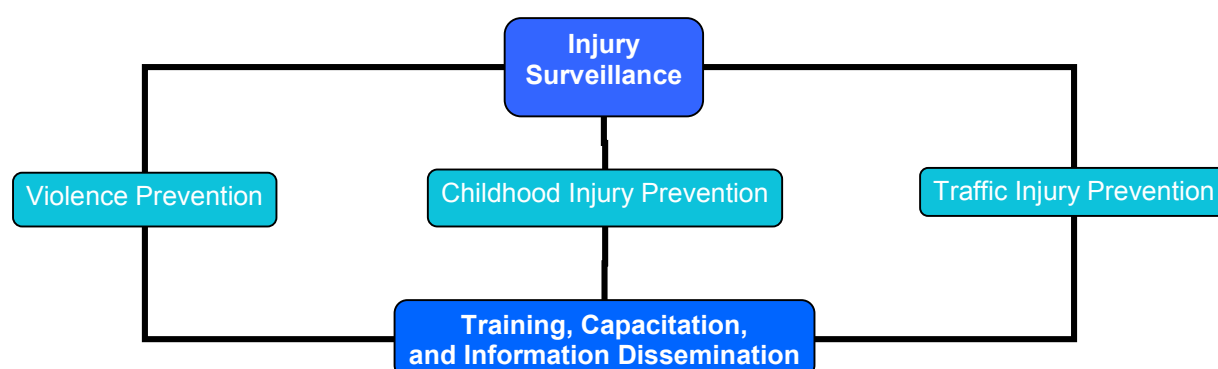 Injury
Surveillance
Violence Prevention
Childhood Injury Prevention
Traffic Injury Prevention
Training, Capacitation,
and Information Dissemination